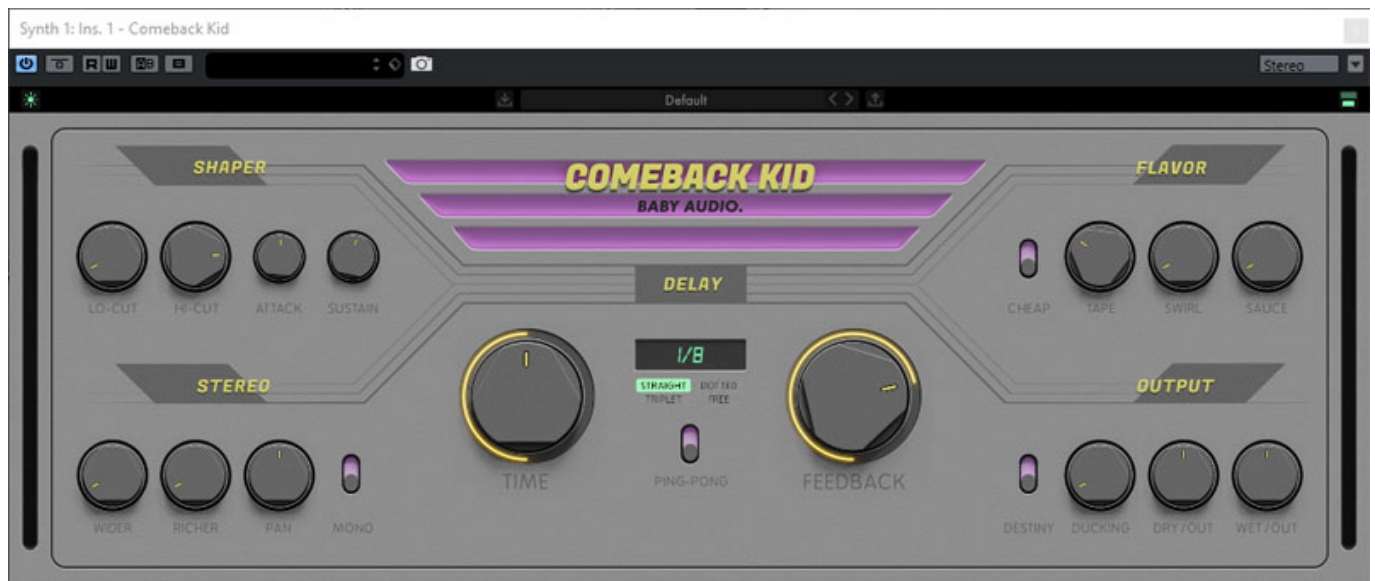 Synth 1: Ins. 1 - Comeback Kid
R W
Stereo
Default
SHAPER
COMEBACK KID
BABY AUDIO.
FLAVOR
LO-CUT HI-CUT ATTACK SUSTAIN
DELAY
CHEAP TAPE SWIRL SAUCE
1/8
STRAIGHT DOTTED
TRIPLET FREE
STEREO
OUTPUT
TIME
PING-PONG
FEEDBACK
WIDER RICHER PAN MONO
DESTINY DUCKING DRY/OUT WET/OUT